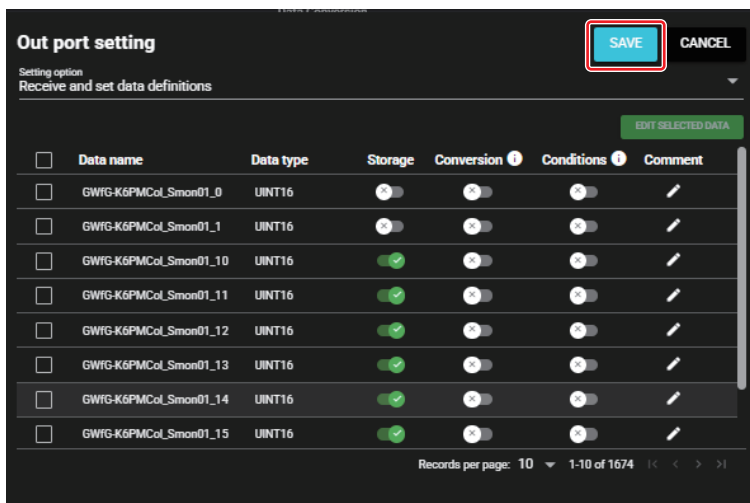 Data Conversion
Out port setting SAVE CANCEL
Setting option
Receive and set data definitions
EDIT SELECTED DATA
Data name Data type Storage Conversion Conditions Comment
GWfG-K6PMCol_Smon01_0 UINT16
GWfG-K6PMCol_Smon01_1 UINT16
GWfG-K6PMCol_Smon01_10 UINT16
GWfG-K6PMCol_Smon01_11 UINT16
GWfG-K6PMCol_Smon01_12 UINT16
GWfG-K6PMCol_Smon01_13 UINT16
GWfG-K6PMCol_Smon01_14 UINT16
GWfG-K6PMCol_Smon01_15 UINT16
Records per page: 10 1-10 of 1674